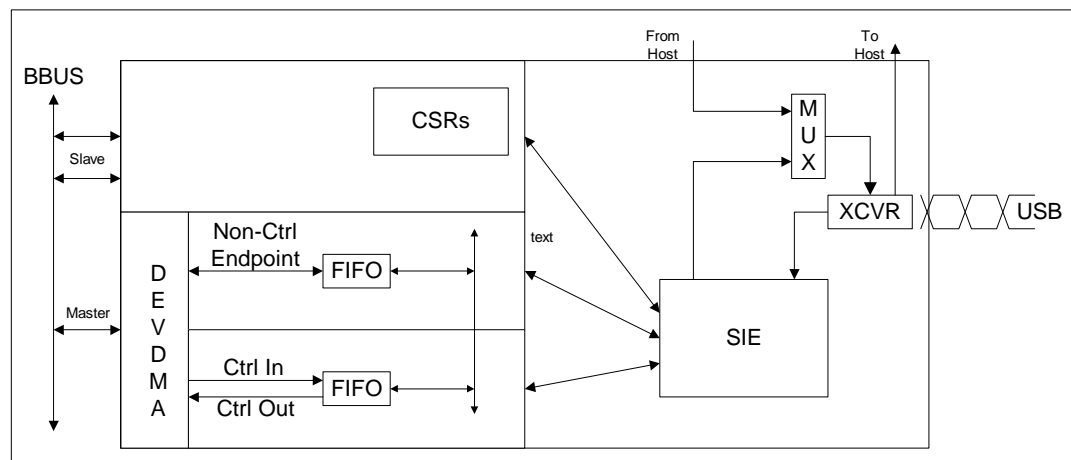 From
Host
To
Host
BBUS
CSRs
M
U
X
Slave
XCVR
USB
Non-Ctrl
Endpoint
text
FIFO
D
E
V
D
M
A
Master
SIE
Ctrl In
FIFO
Ctrl Out